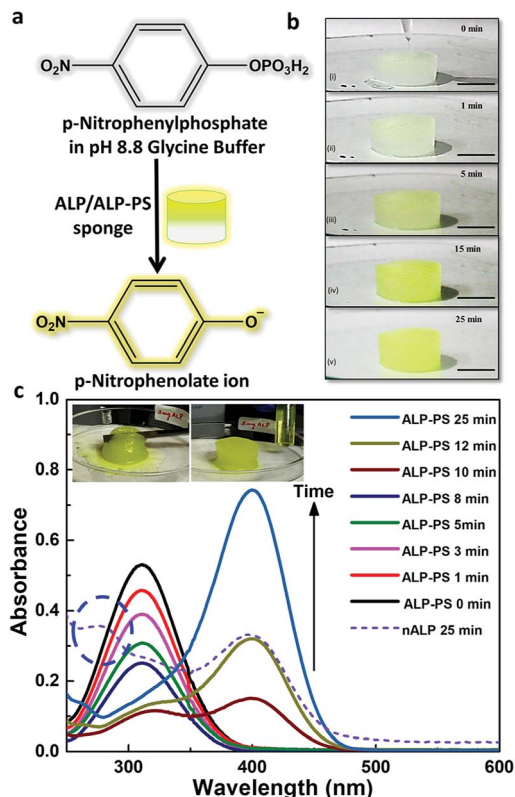 a
O₂N
OPO₃H₂
p-Nitrophenylphosphate
in pH 8.8 Glycine Buffer
ALP/ALP-PS
sponge
O₂N
O⁻
p-Nitrophenolate ion
b
0 min
(i)
1 min
(ii)
5 min
(iii)
15 min
(iv)
25 min
(v)
c
1.0
0.8
0.6
0.4
0.2
0.0
Absorbance
300
400
500
600
Wavelength (nm)
Time
ALP-PS 25 min
ALP-PS 12 min
ALP-PS 10 min
ALP-PS 8 min
ALP-PS 5min
ALP-PS 3 min
ALP-PS 1 min
ALP-PS 0 min
nALP 25 min